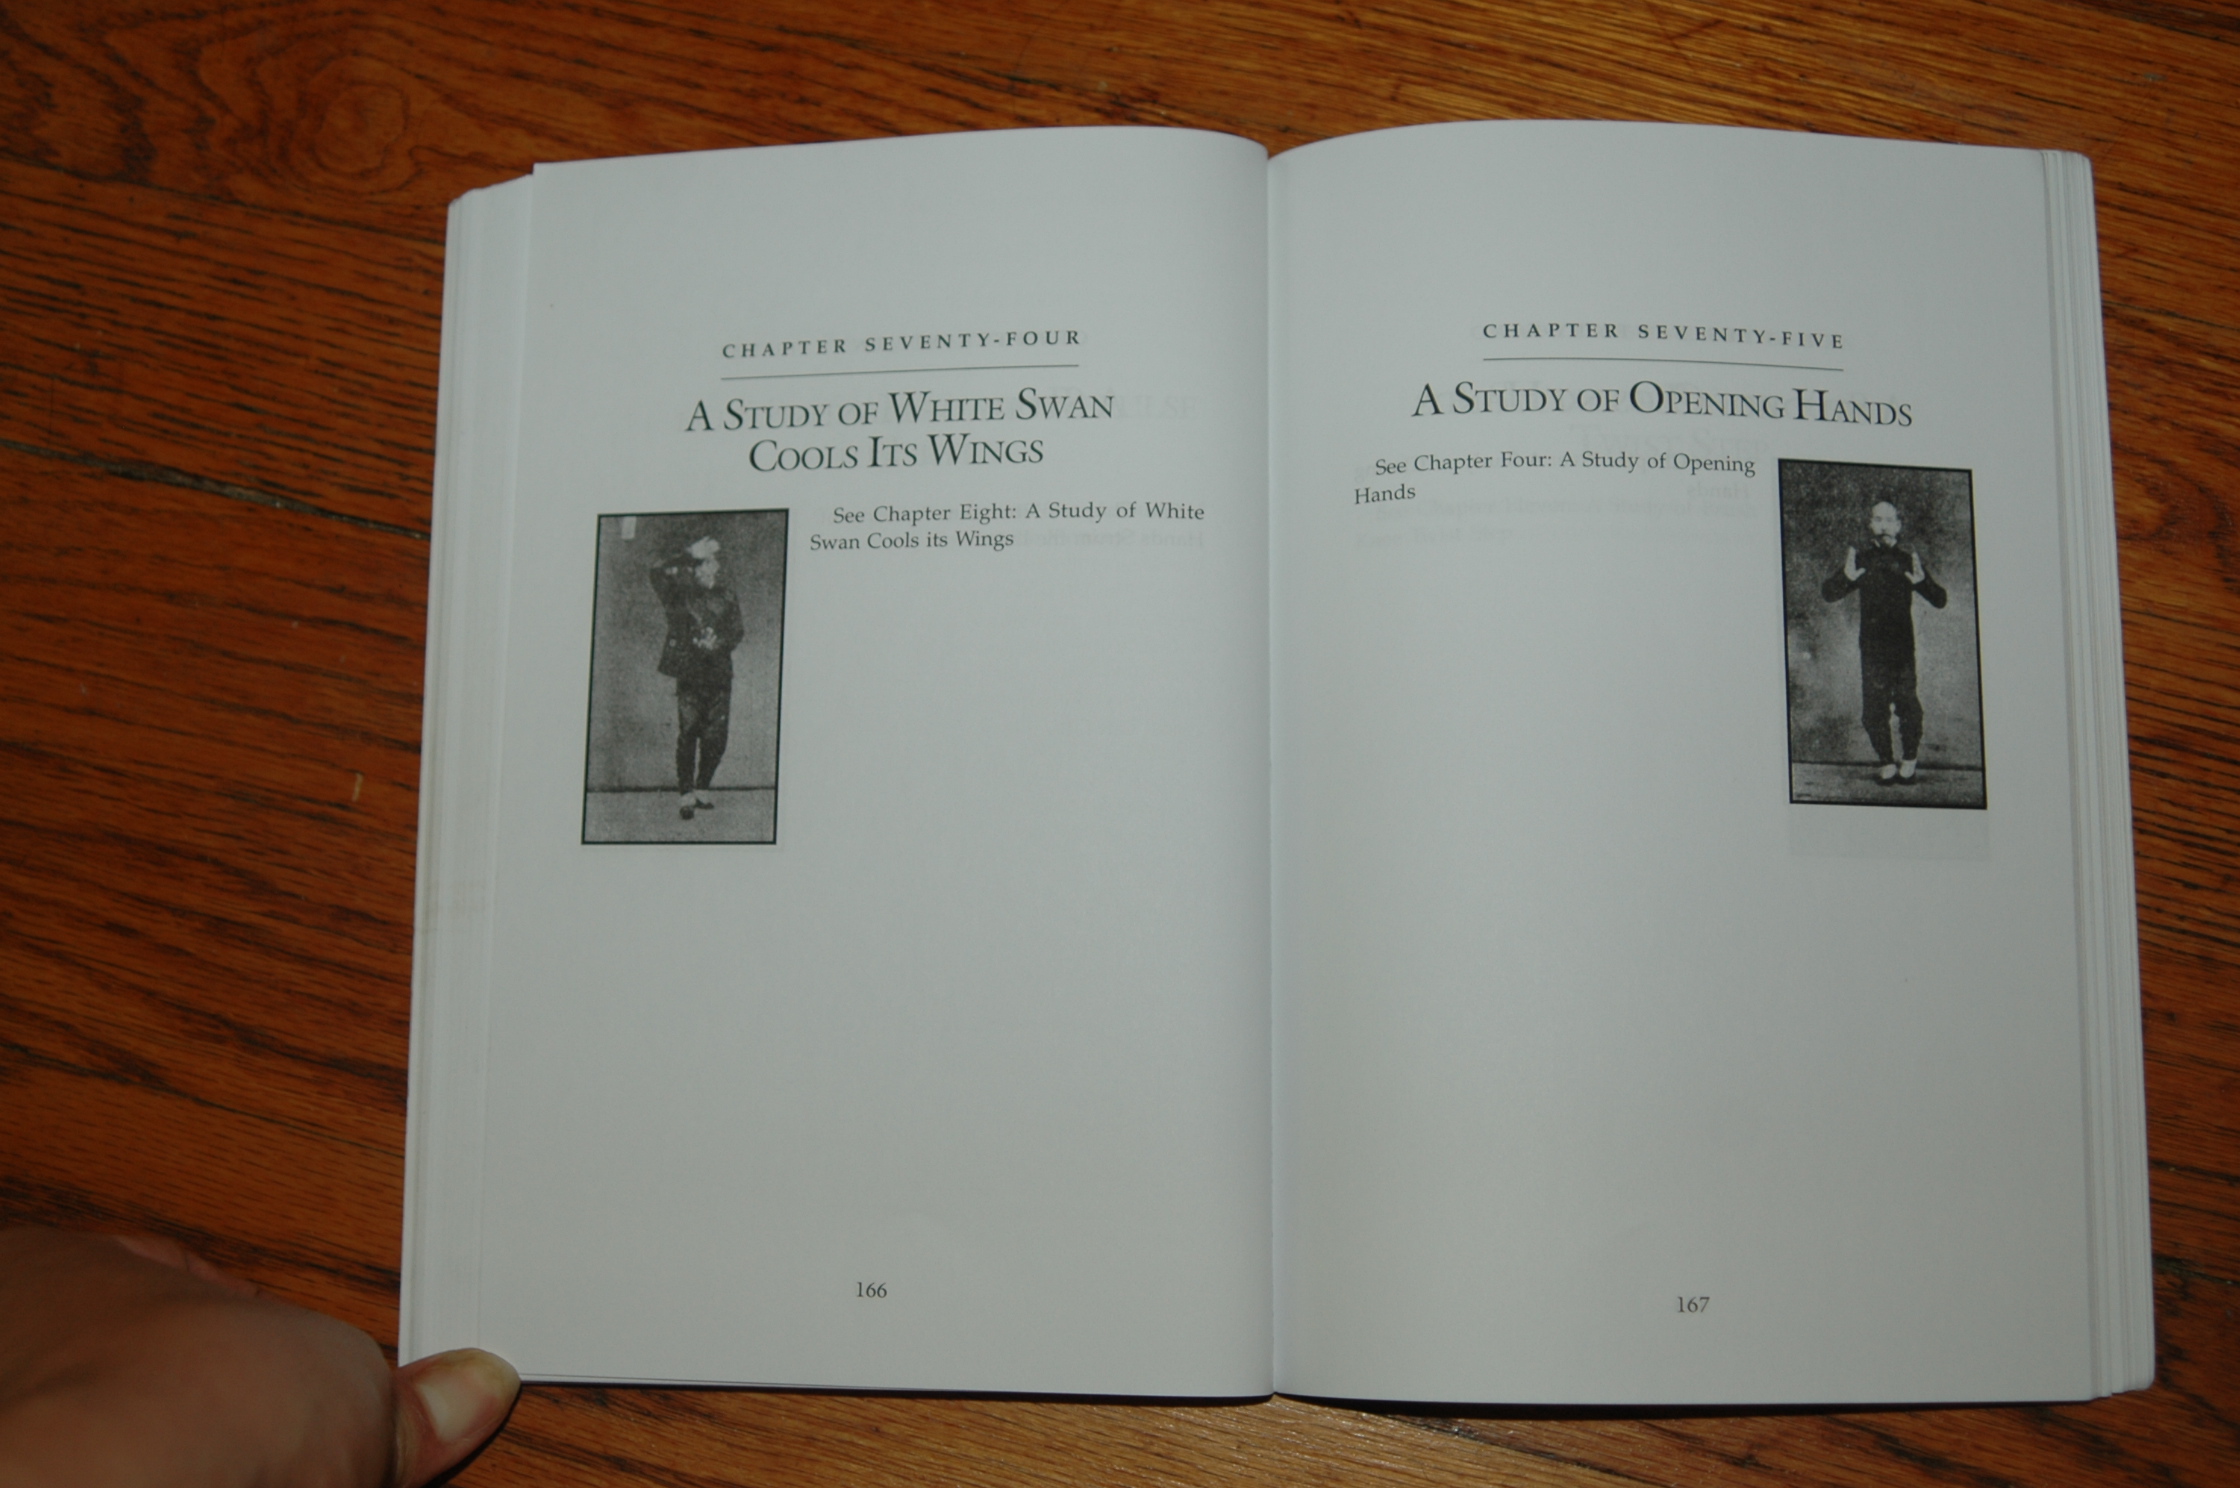 CHAPTER SEVENTY-FOUR
A STUDY OF WHITE SWAN
COOLS ITS WINGS
See Chapter Eight: A Study of White
Swan Cools its Wings
166
CHAPTER SEVENTY-FIVE
A STUDY OF OPENING HANDS
See Chapter Four: A Study of Opening
Hands
167